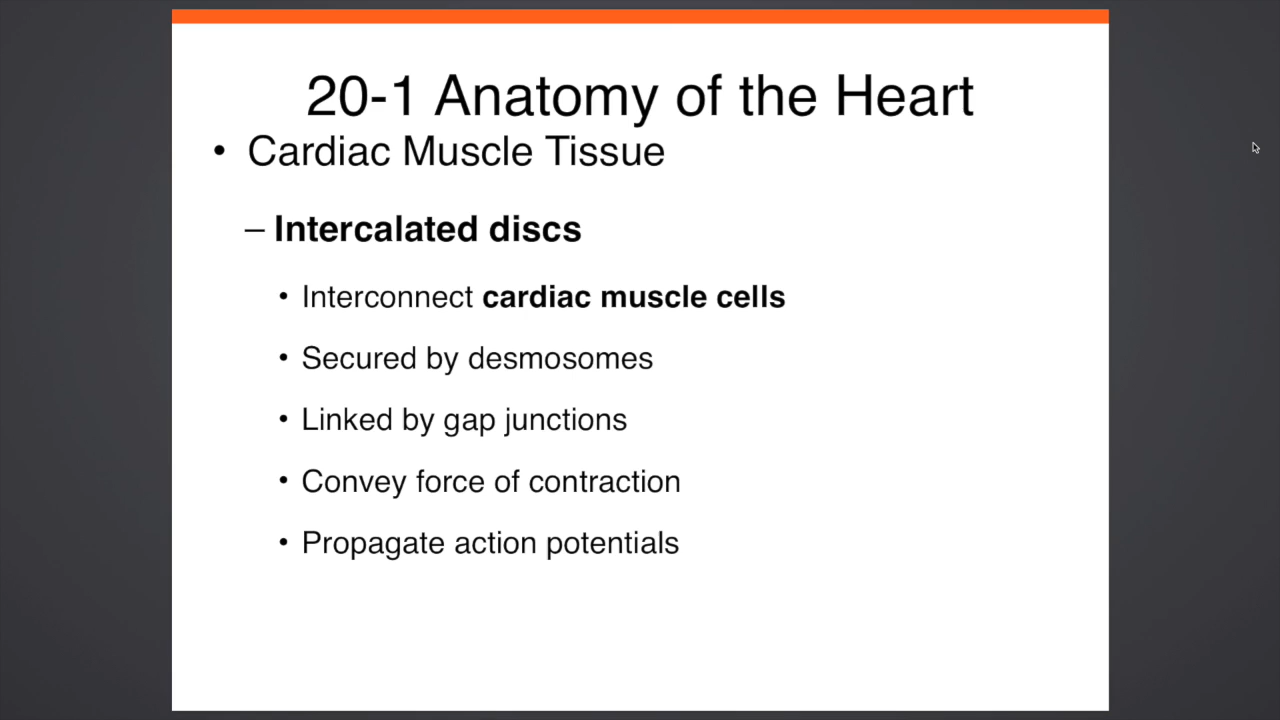 20-1 Anatomy of the Heart
• Cardiac Muscle Tissue
– Intercalated discs
• Interconnect cardiac muscle cells
• Secured by desmosomes
• Linked by gap junctions
• Convey force of contraction
• Propagate action potentials